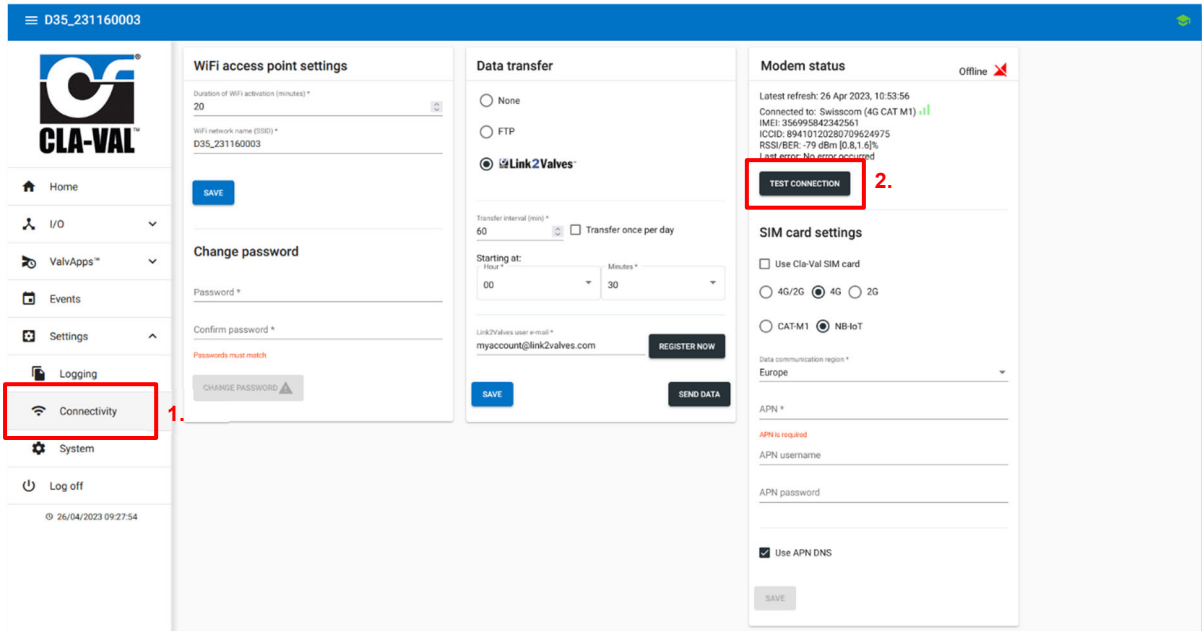 D35_231160003
CLA-VAL™
Home
I/O
ValvApps™
Events
Settings
Logging
Connectivity
1.
System
Log off
26/04/2023 09:27:54
WiFi access point settings
Duration of WiFi activation (minutes) *
20
WiFi network name (SSID) *
D35_231160003
SAVE
Change password
Password *
Confirm password *
Passwords must match
CHANGE PASSWORD
Data transfer
None
FTP
Link2Valves™
Transfer interval (min) *
60
Transfer once per day
Starting at:
Hour *
00
Minutes *
30
Link2Valves user e-mail *
myaccount@link2valves.com
REGISTER NOW
SAVE
SEND DATA
Modem status
Offline
Latest refresh: 26 Apr 2023, 10:53:56
Connected to: Swisscom (4G CAT M1)
IMEI: 356995842342561
ICCID: 89410120280709624975
RSSI/BER: -79 dBm [0.8,1.6]%
Last error: No error occurred
TEST CONNECTION
2.
SIM card settings
Use Cla-Val SIM card
4G/2G 4G 2G
CAT-M1 NB-IoT
Data communication region *
Europe
APN *
APN is required
APN username
APN password
Use APN DNS
SAVE